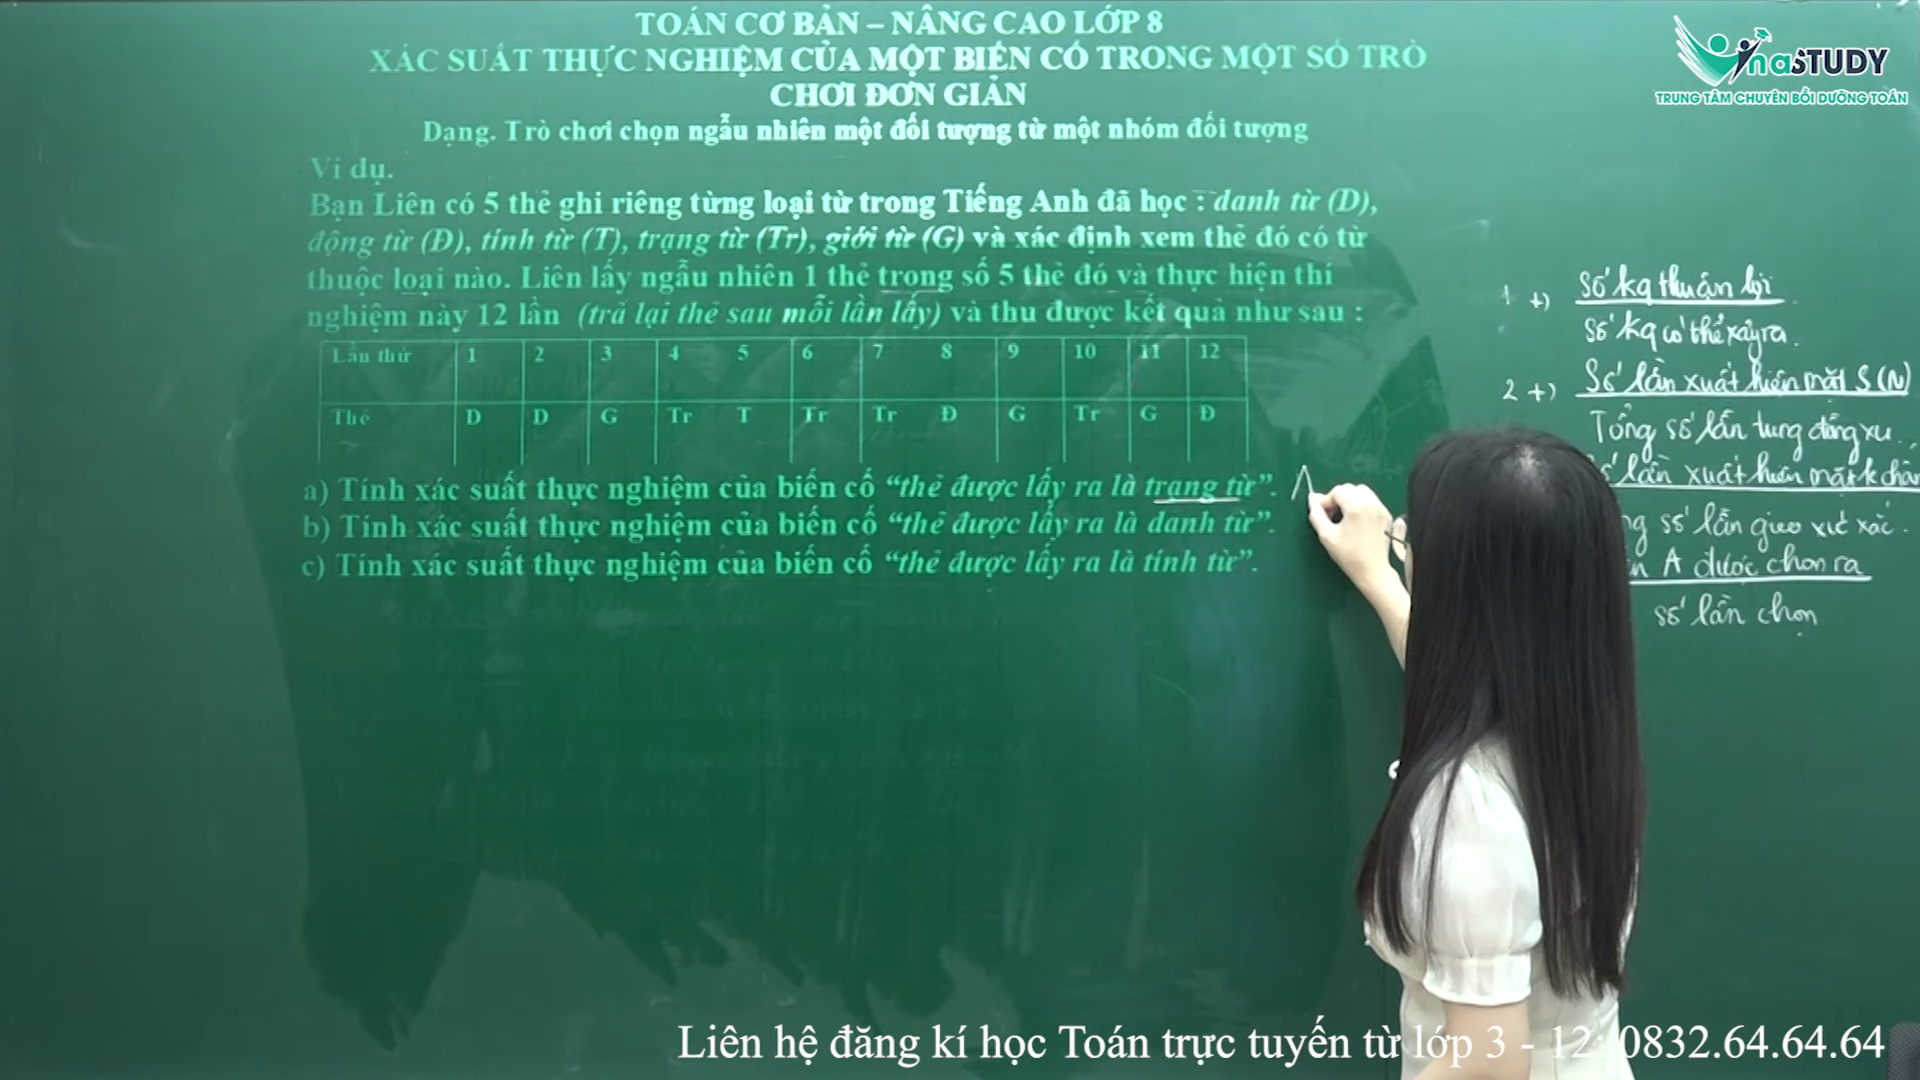 TOÁN CƠ BẢN – NÂNG CAO LỚP 8
XÁC SUẤT THỰC NGHIỆM CỦA MỘT BIẾN CỐ TRONG MỘT SỐ TRÒ
CHƠI ĐƠN GIẢN
Dạng. Trò chơi chọn ngẫu nhiên một đối tượng từ một nhóm đối tượng
Ví dụ.
Bạn Liên có 5 thẻ ghi riêng từng loại từ trong Tiếng Anh đã học : danh từ (D),
động từ (Đ), tính từ (T), trạng từ (Tr), giới từ (G) và xác định xem thẻ đó có từ
thuộc loại nào. Liên lấy ngẫu nhiên 1 thẻ trong số 5 thẻ đó và thực hiện thí
nghiệm này 12 lần (trả lại thẻ sau mỗi lần lấy) và thu được kết quả như sau :
Lần thứ 1 2 3 4 5 6 7 8 9 10 11 12
Thẻ D D G Tr T Tr Tr Đ G Tr G Đ
a) Tính xác suất thực nghiệm của biến cố “thẻ được lấy ra là trạng từ”.
b) Tính xác suất thực nghiệm của biến cố “thẻ được lấy ra là danh từ”.
c) Tính xác suất thực nghiệm của biến cố “thẻ được lấy ra là tính từ”.
1 +) Số kq thuận lợi
Số kq có thể xảy ra.
2 +) Số lần xuất hiện mặt S (N)
Tổng số lần tung đồng xu.
lần xuất hiện mặt k chấm
số lần gieo xúc xắc.
A được chọn ra
số lần chọn
VinaSTUDY
TRUNG TÂM CHUYÊN BỒI DƯỠNG TOÁN
Liên hệ đăng kí học Toán trực tuyến từ lớp 3 - 12: 0832.64.64.64